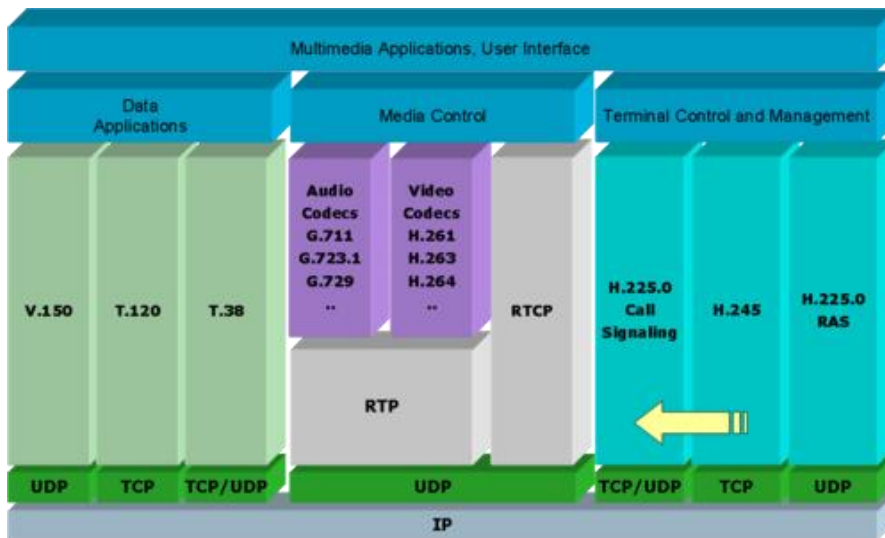 Multimedia Applications, User Interface
Data
Applications
Media Control
Terminal Control and Management
V.150
T.120
T.38
Audio
Codecs
G.711
G.723.1
G.729
..
Video
Codecs
H.261
H.263
H.264
..
RTP
RTCP
H.225.0
Call
Signaling
H.245
H.225.0
RAS
UDP
TCP
TCP/UDP
UDP
TCP/UDP
TCP
UDP
IP